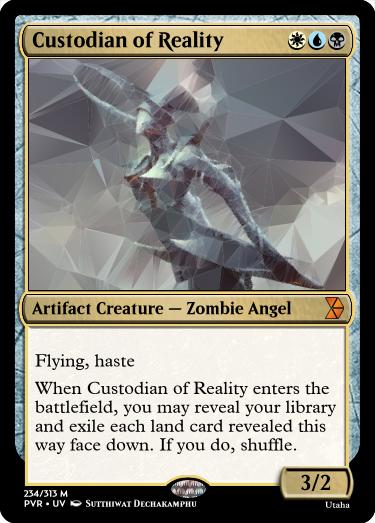 Custodian of Reality
Artifact Creature — Zombie Angel
Flying, haste
When Custodian of Reality enters the
battlefield, you may reveal your library
and exile each land card revealed this
way face down. If you do, shuffle.
3/2
234/313 M
PVR • UV SUTTHIWAT DECHAKAMPHU
Utaha